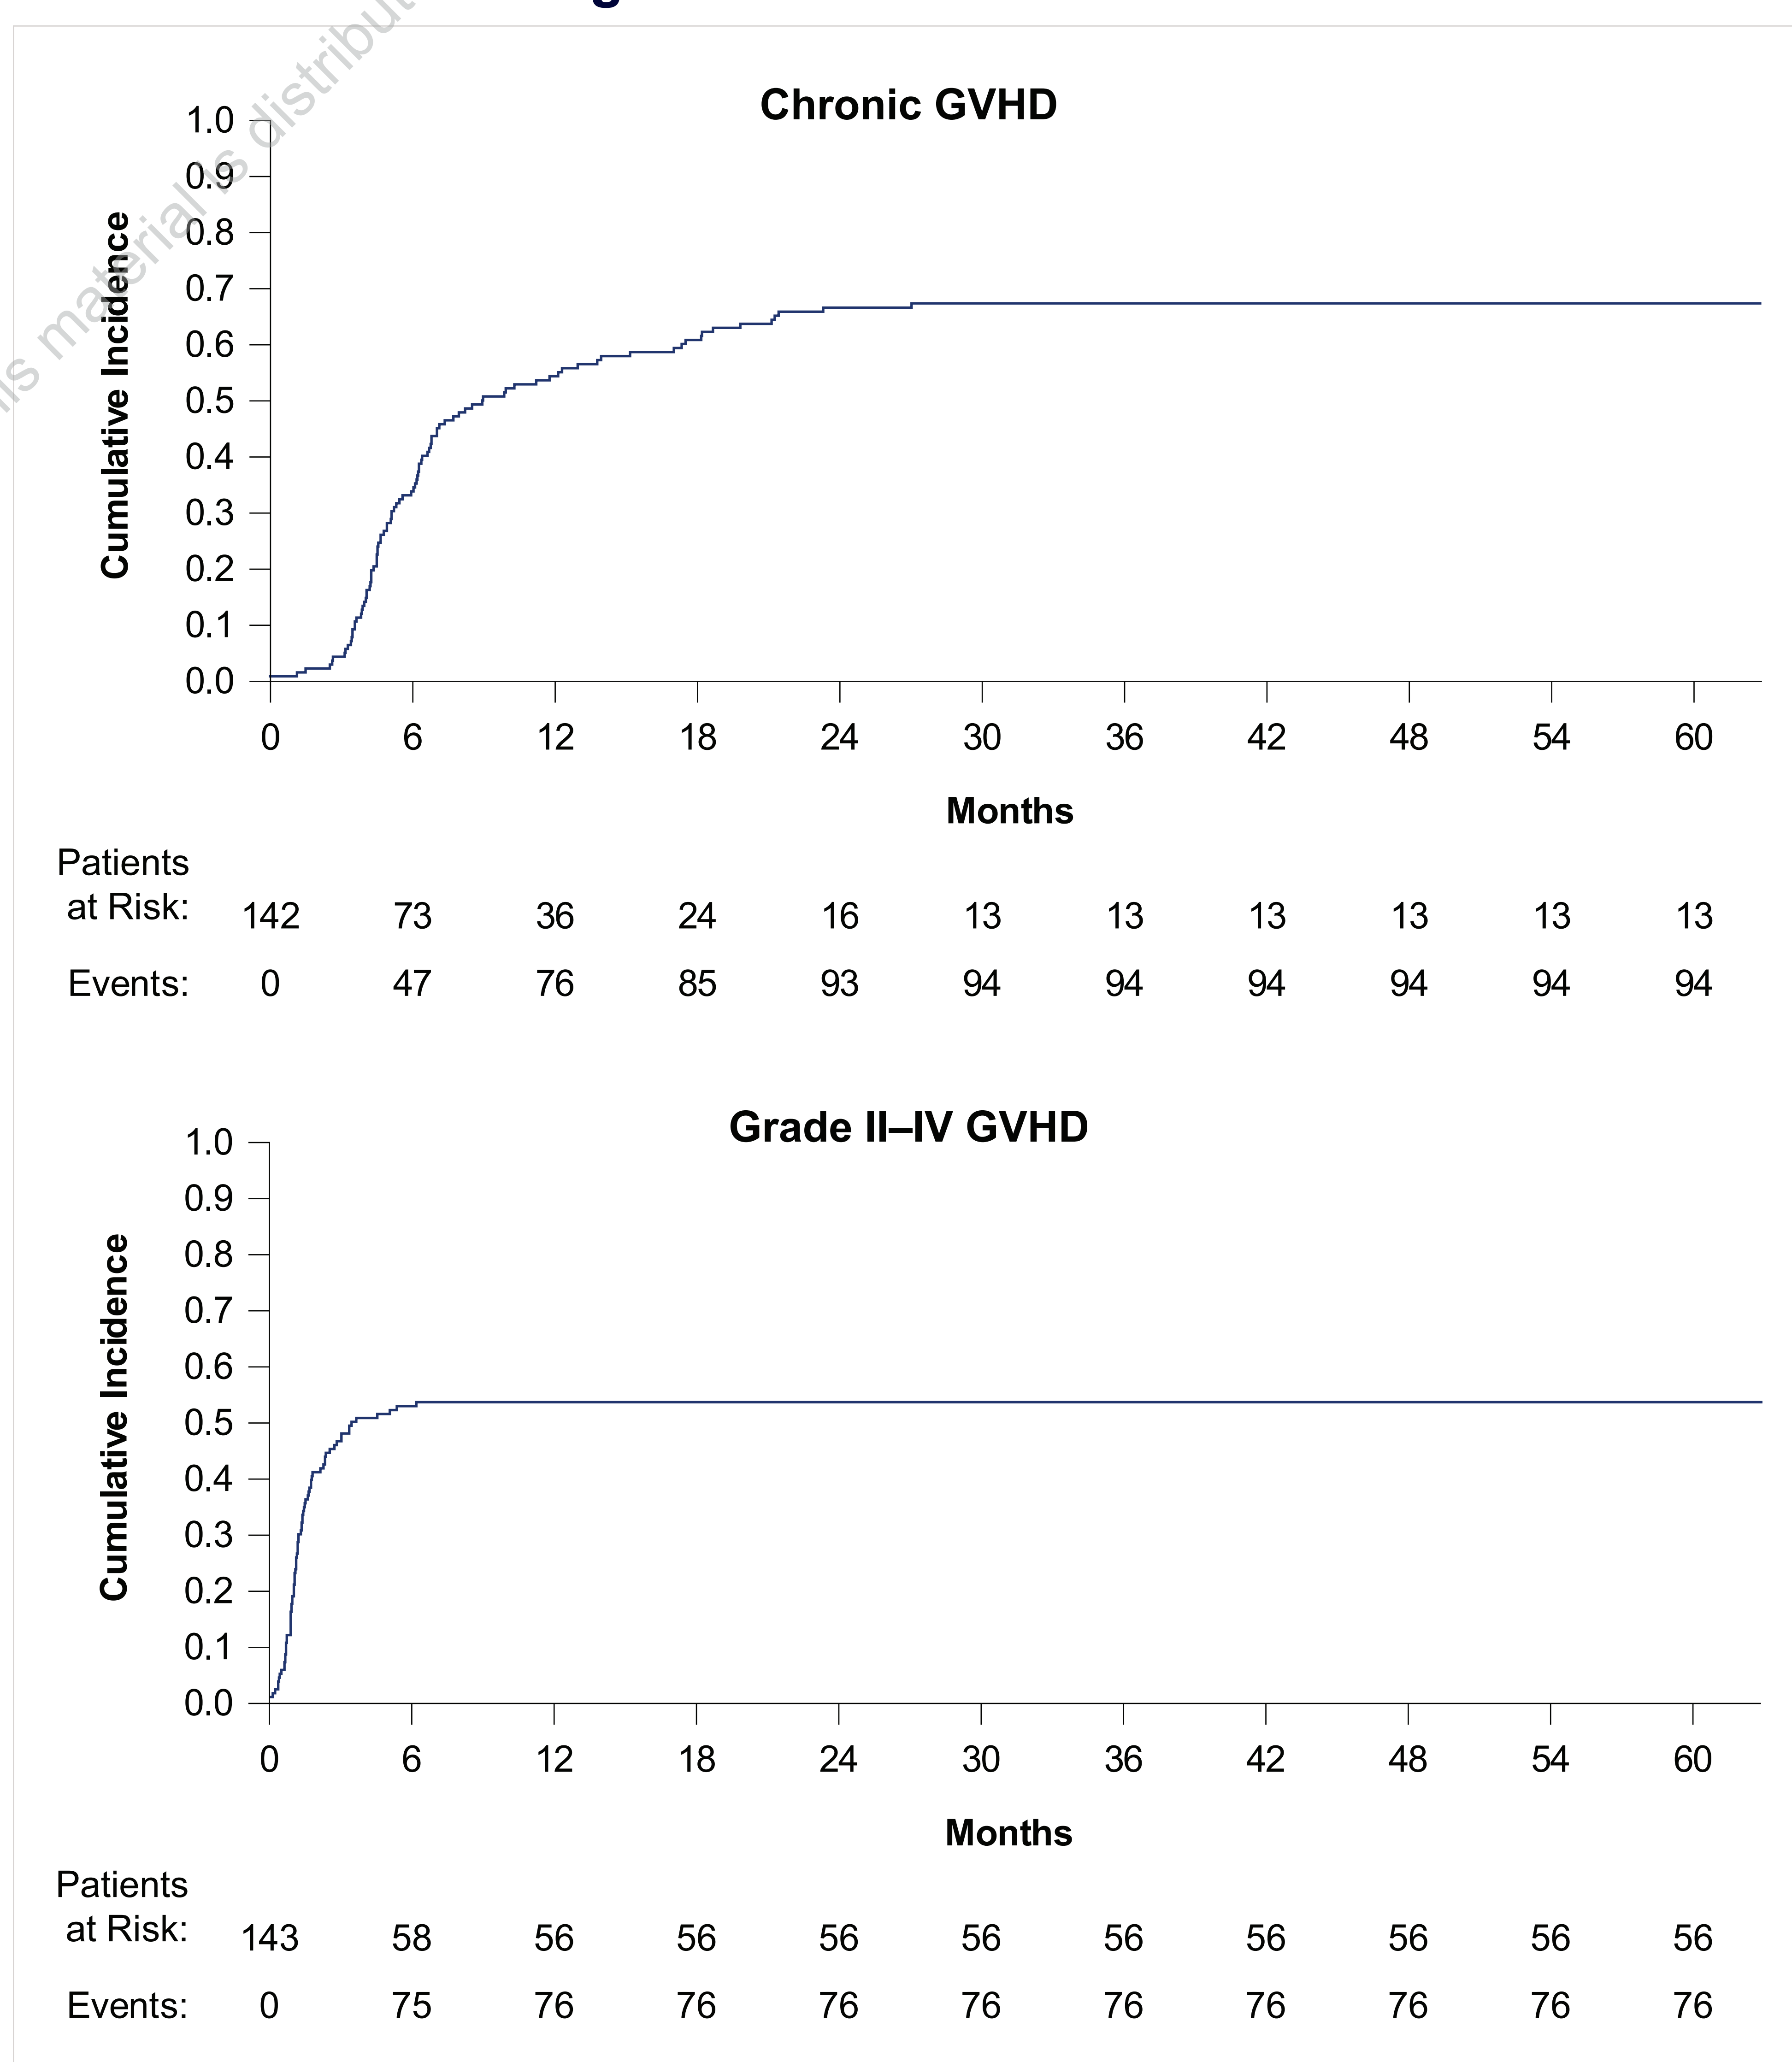 is material is distribut
g
Chronic GVHD
Cumulative Incidence
1.0
0.9
0.8
0.7
0.6
0.5
0.4
0.3
0.2
0.1
0.0
0 6 12 18 24 30 36 42 48 54 60
Months
Patients
at Risk: 142 73 36 24 16 13 13 13 13 13 13
Events: 0 47 76 85 93 94 94 94 94 94 94
Grade II–IV GVHD
Cumulative Incidence
1.0
0.9
0.8
0.7
0.6
0.5
0.4
0.3
0.2
0.1
0.0
0 6 12 18 24 30 36 42 48 54 60
Months
Patients
at Risk: 143 58 56 56 56 56 56 56 56 56 56
Events: 0 75 76 76 76 76 76 76 76 76 76